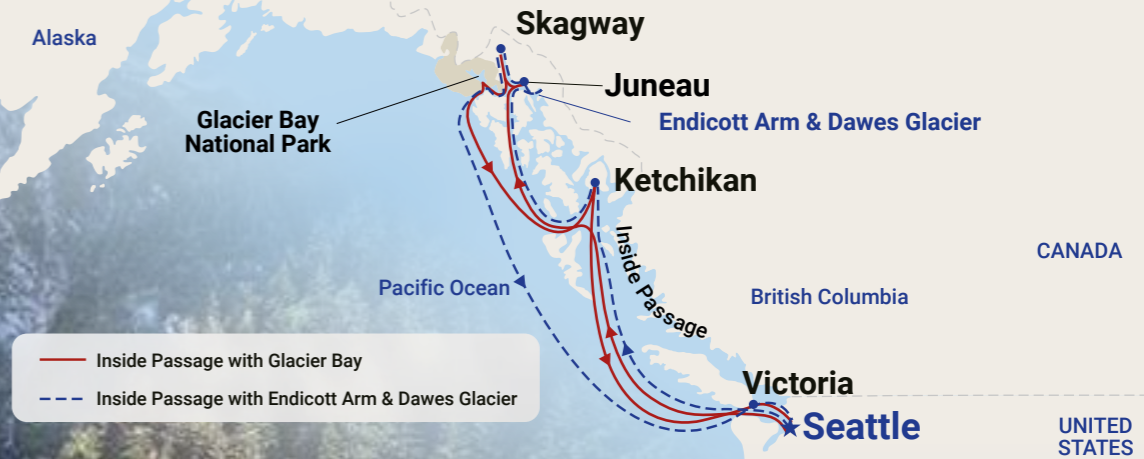 Skagway
Alaska
Juneau
Glacier Bay
National Park
Endicott Arm & Dawes Glacier
Ketchikan
Inside Passage
CANADA
Pacific Ocean
British Columbia
Inside Passage with Glacier Bay
Inside Passage with Endicott Arm & Dawes Glacier
Victoria
Seattle
UNITED
STATES